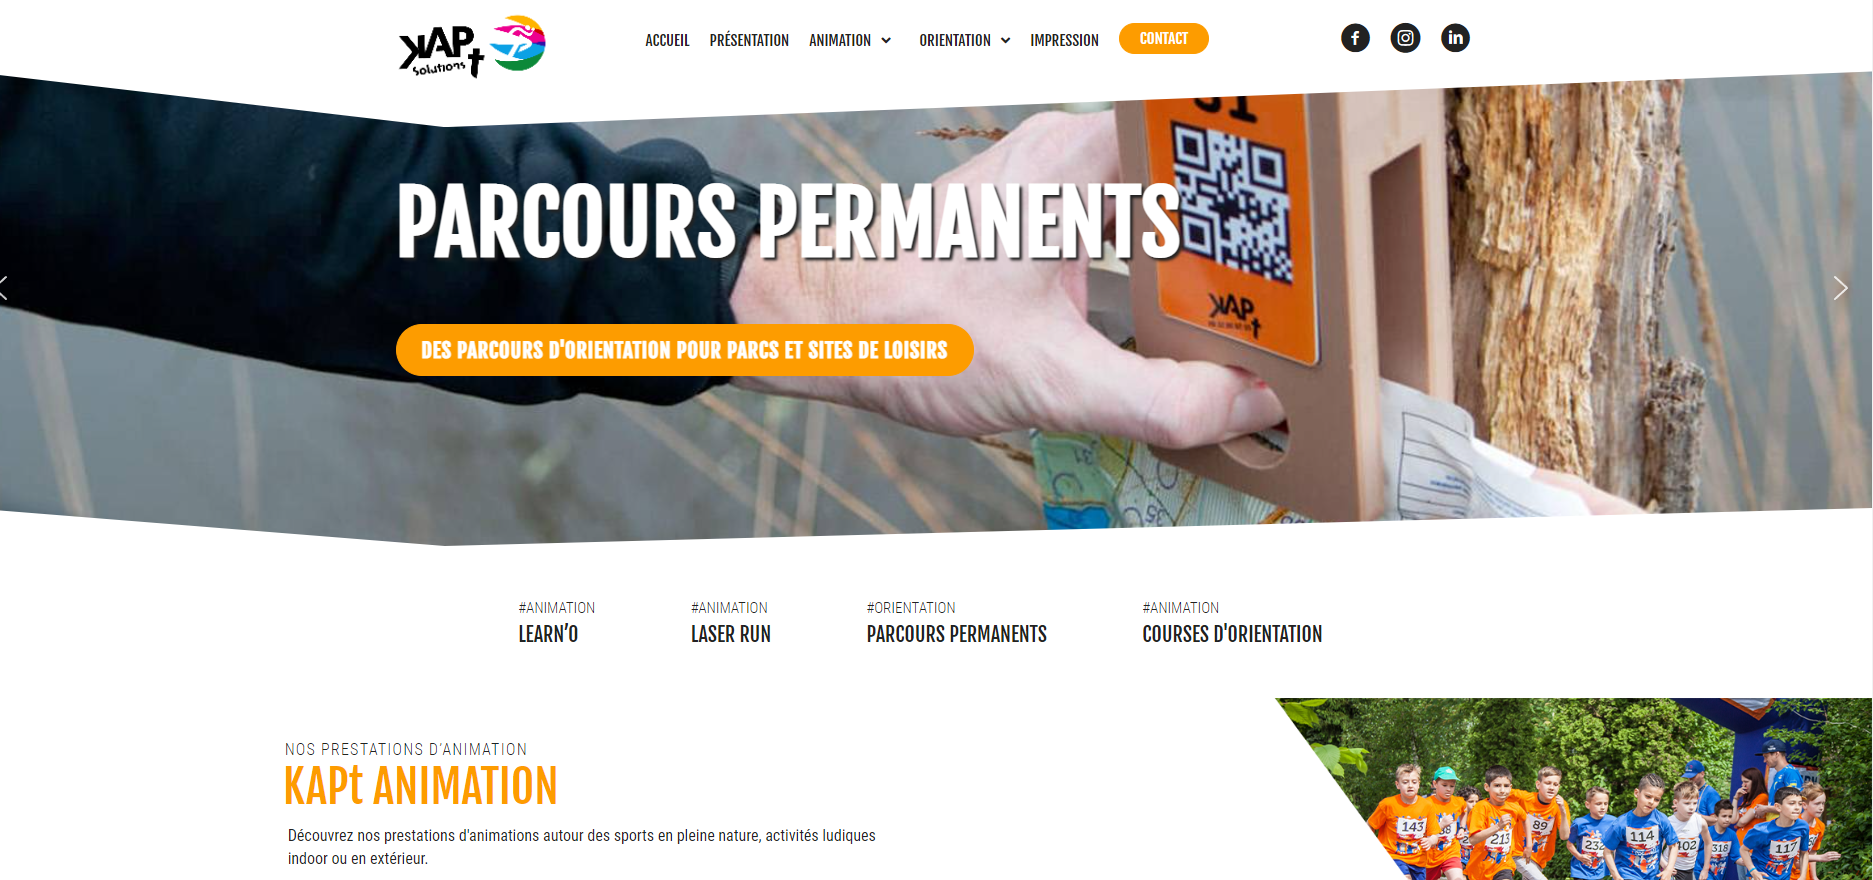 KAPt
solutions
ACCUEIL
PRÉSENTATION
ANIMATION
ORIENTATION
IMPRESSION
CONTACT
31
PARCOURS PERMANENTS
KAPt
DES PARCOURS D'ORIENTATION POUR PARCS ET SITES DE LOISIRS
#ANIMATION
LEARN’O
#ANIMATION
LASER RUN
#ORIENTATION
PARCOURS PERMANENTS
#ANIMATION
COURSES D'ORIENTATION
NOS PRESTATIONS D’ANIMATION
KAPt ANIMATION
Découvrez nos prestations d'animations autour des sports en pleine nature, activités ludiques
indoor ou en extérieur.
143
213
89
232
114
318
117